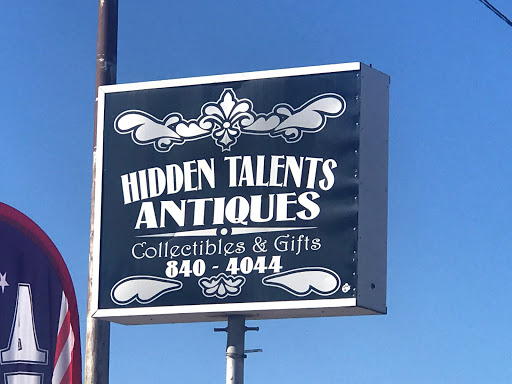 HIDDEN TALENTS
ANTIQUES
Collectibles & Gifts
840 - 4044